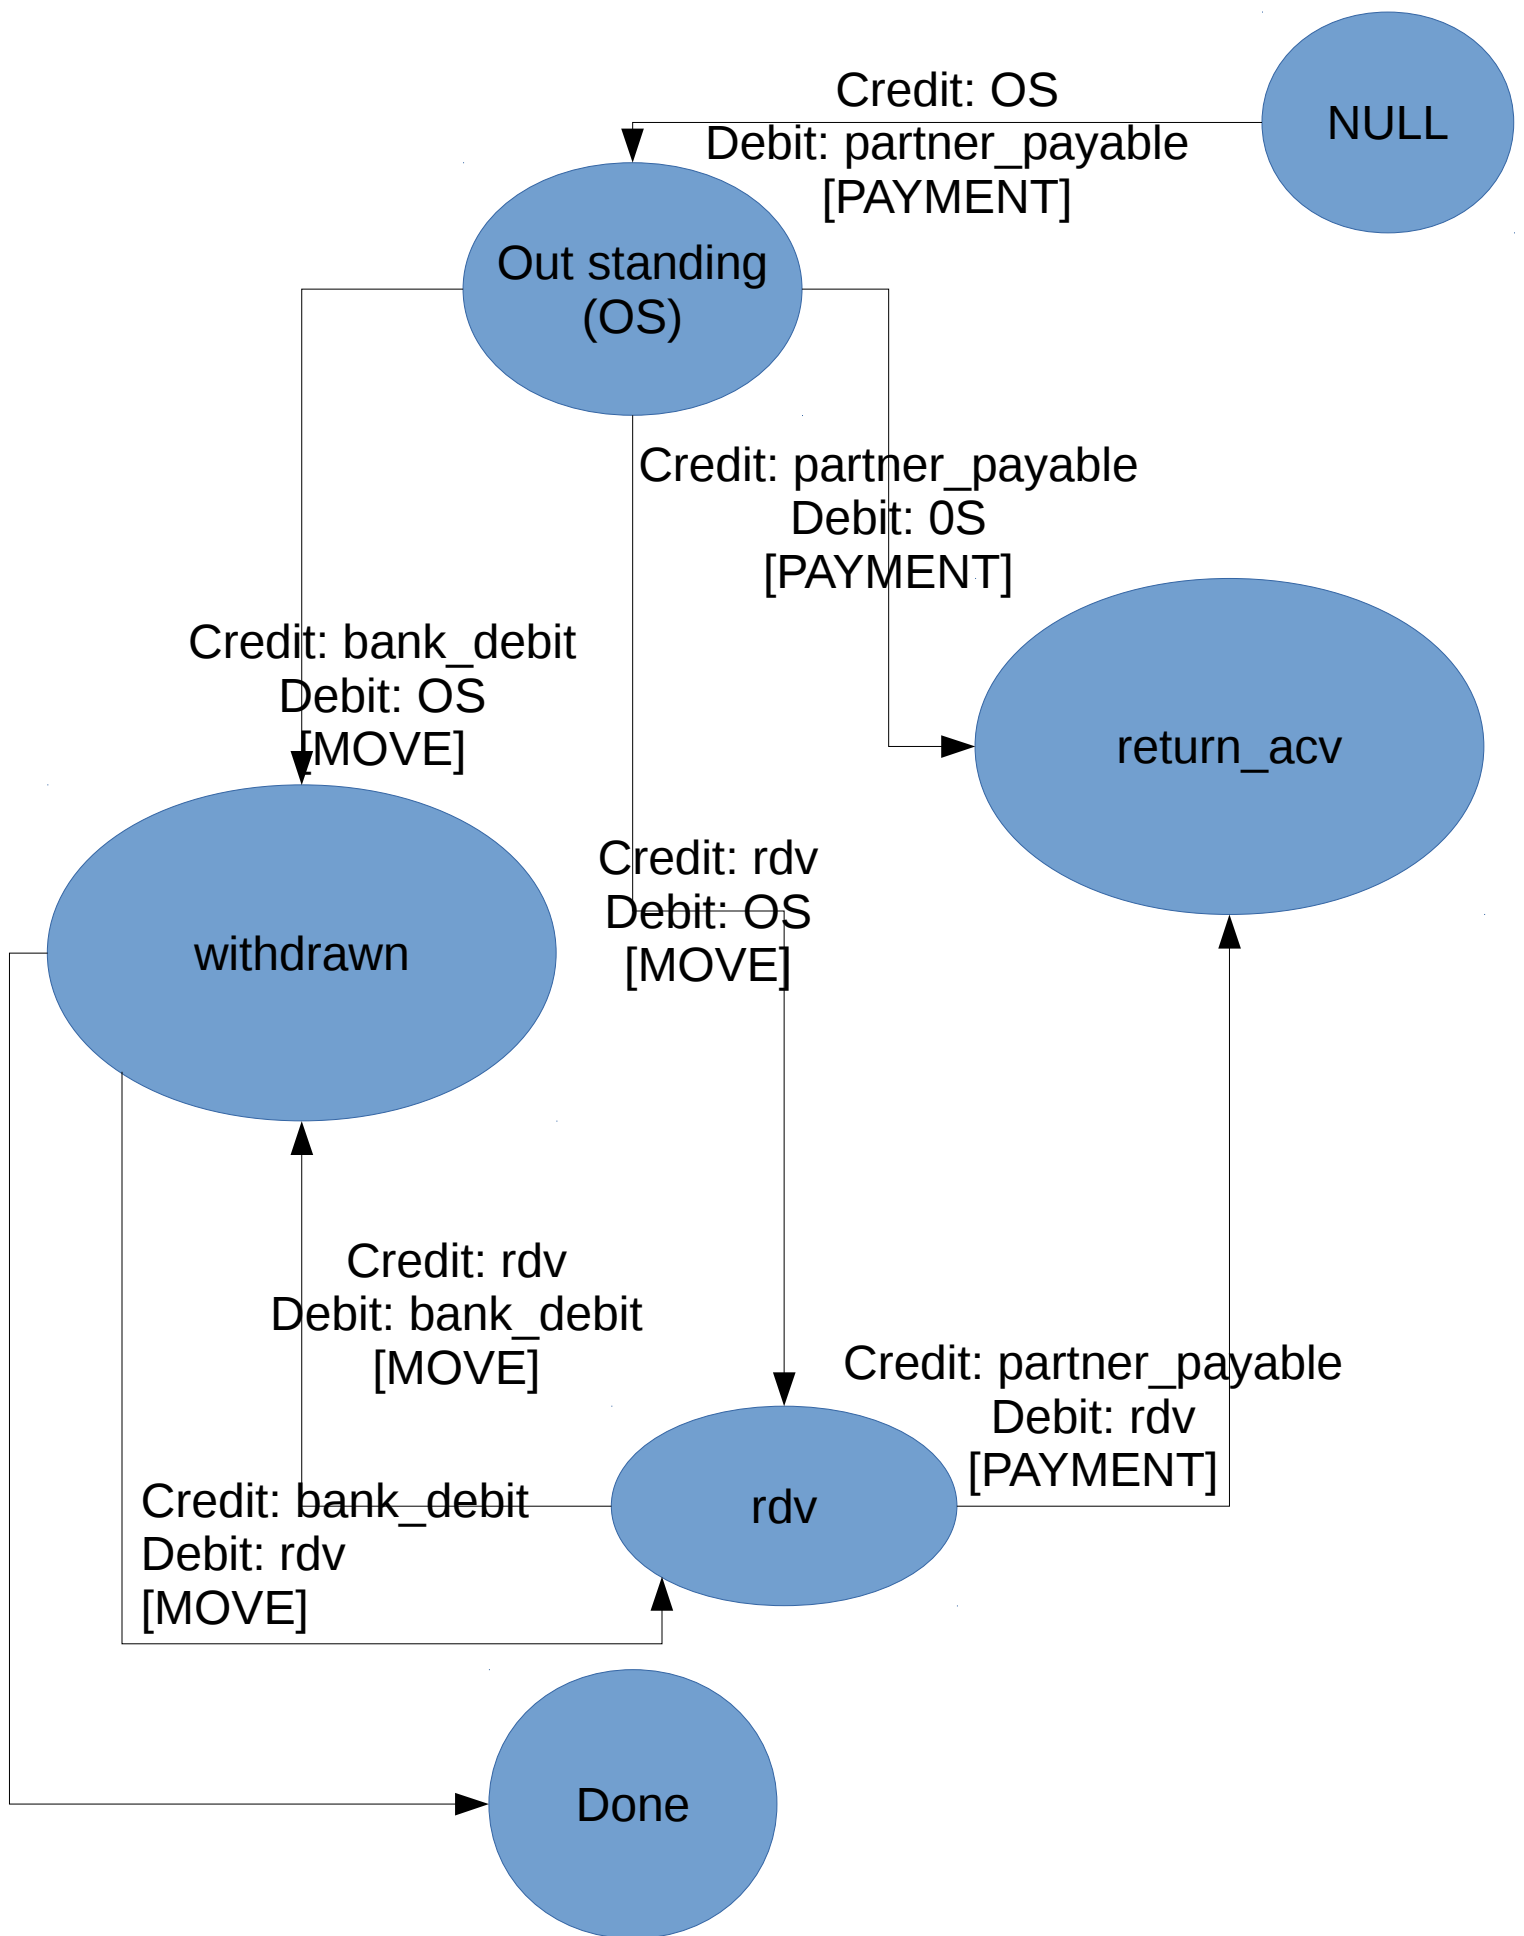 Credit: OS
Debit: partner_payable
[PAYMENT]
NULL
Out standing
(OS)
Credit: partner_payable
Debit: 0S
[PAYMENT]
Credit: bank_debit
Debit: OS
[MOVE]
return_acv
Credit: rdv
Debit: OS
[MOVE]
withdrawn
Credit: rdv
Debit: bank_debit
[MOVE]
Credit: partner_payable
Debit: rdv
[PAYMENT]
Credit: bank_debit
Debit: rdv
[MOVE]
rdv
Done